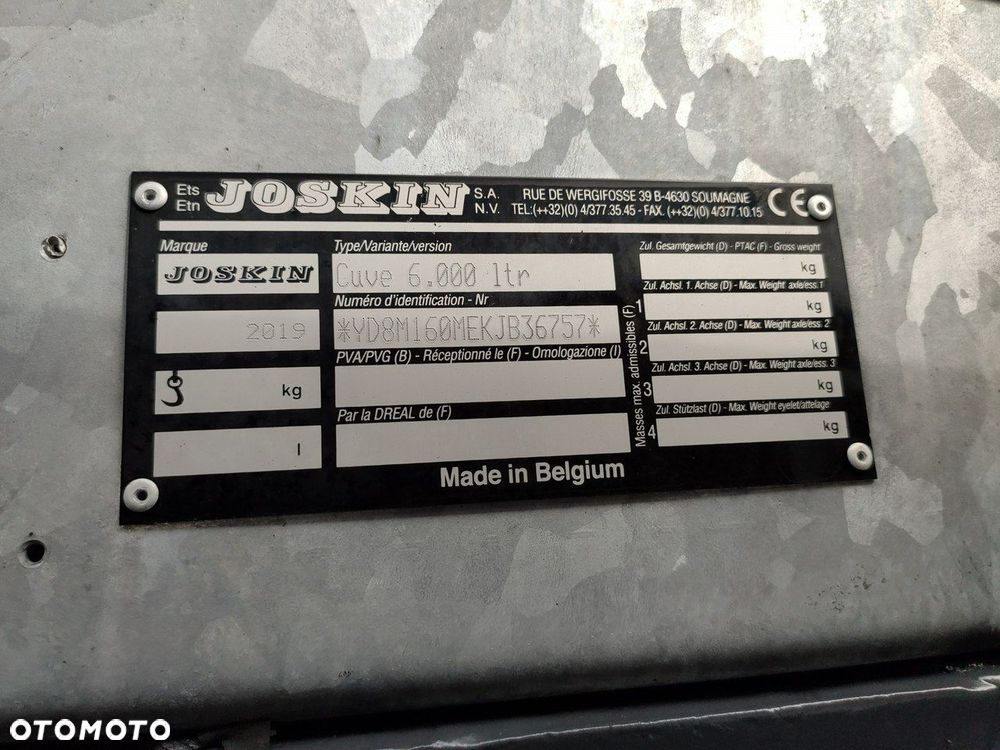 Ets
Etn
JOSKIN
S.A.
N.V.
RUE DE WERGIFOSSE 39 B-4630 SOUMAGNE
TEL:(++32)(0) 4/377.35.45 - FAX. (++32)(0) 4/377.10.15
CE
Marque
JOSKIN
2019
kg
l
Type/Variante/version
Cuve 6.000 ltr
Numéro d'identification - Nr
*YD8M160MEKJB36757*
PVA/PVG (B) - Réceptionné le (F) - Omologazione (I)
Par la DREAL de (F)
Masses max. admissibles (F)
Zul. Gesamtgewicht (D) - PTAC (F) - Gross weight
kg
Zul. Achsl. 1. Achse (D) - Max. Weight axle/ess. 1
1 kg
Zul. Achsl. 2. Achse (D) - Max. Weight axle/ess. 2
2 kg
Zul. Achsl. 3. Achse (D) - Max. Weight axle/ess. 3
3 kg
Zul. Stützlast (D) - Max. Weight eyelet/attelage
4 kg
Made in Belgium
OTOMOTO